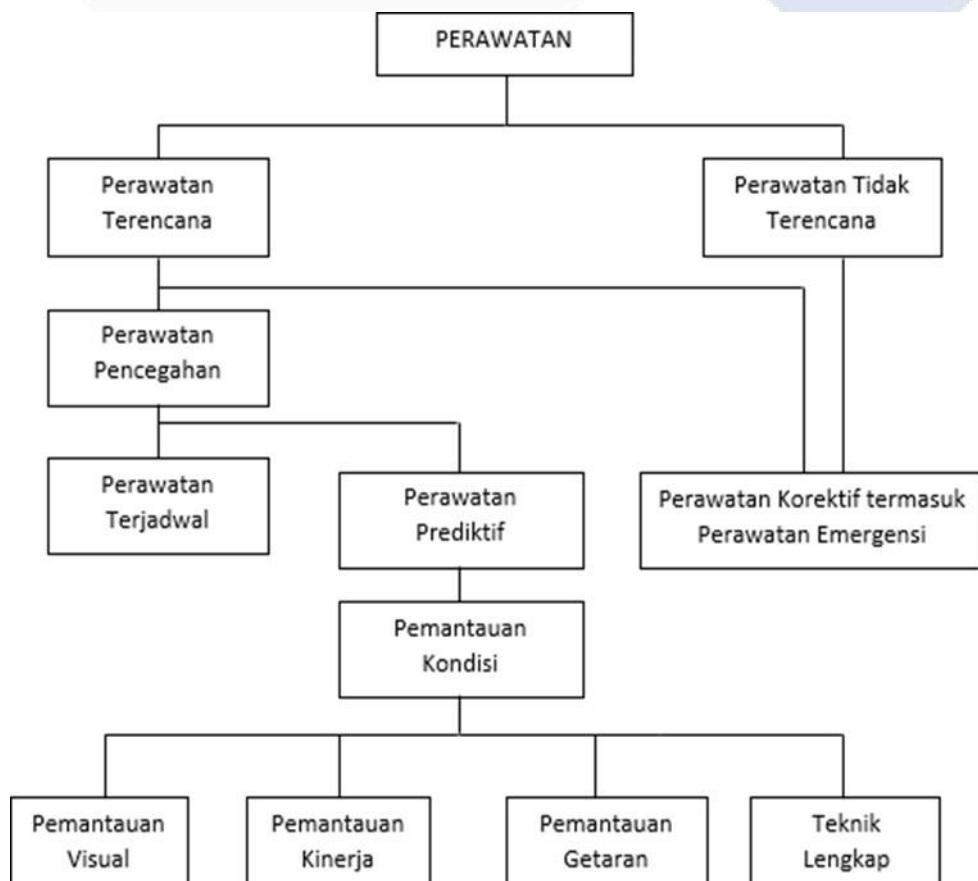 PERAWATAN
Perawatan
Terencana
Perawatan Tidak
Terencana
Perawatan
Pencegahan
Perawatan
Terjadwal
Perawatan
Prediktif
Perawatan Korektif termasuk
Perawatan Emergensi
Pemantauan
Kondisi
Pemantauan
Visual
Pemantauan
Kinerja
Pemantauan
Getaran
Teknik
Lengkap